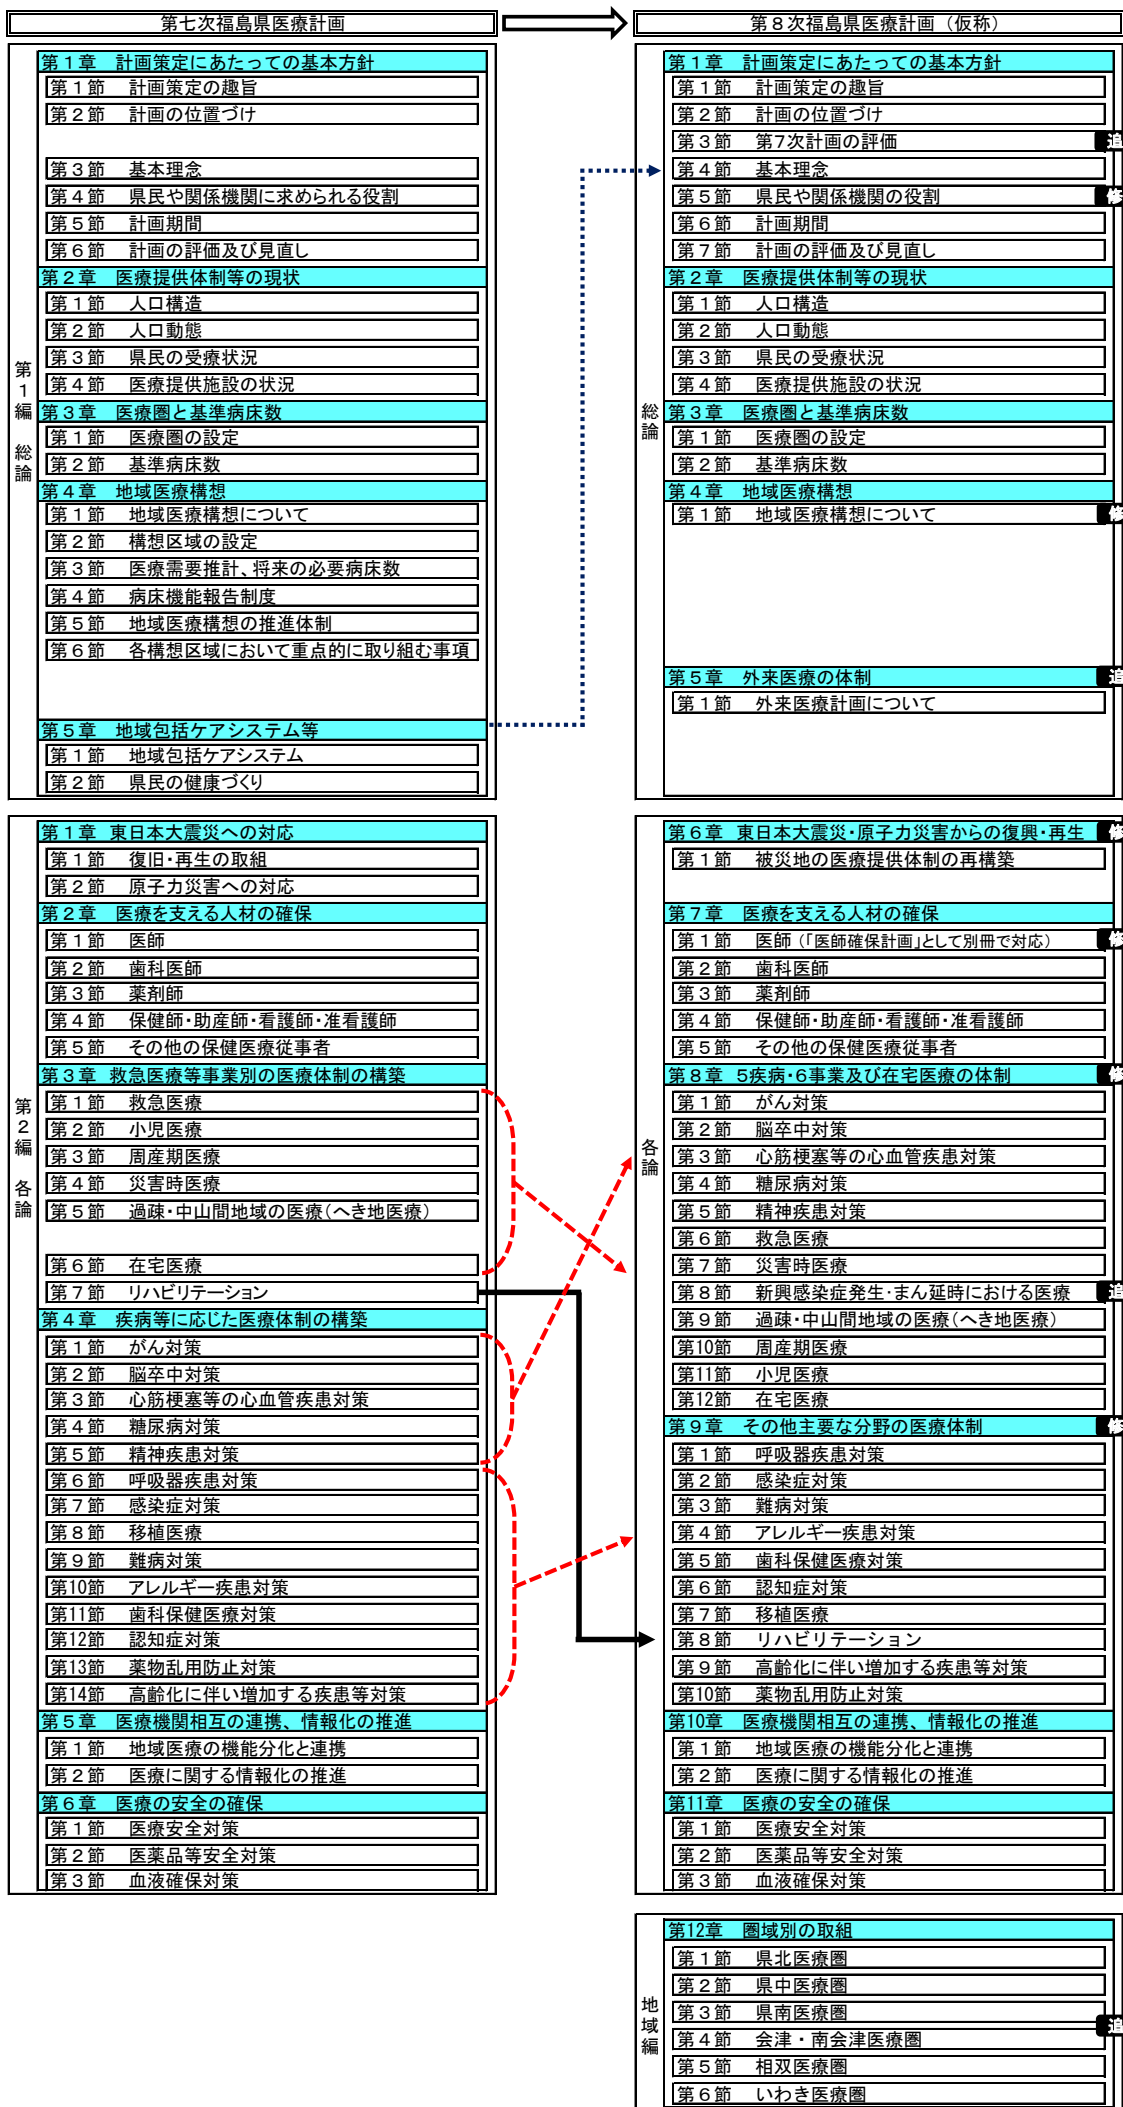 第七次福島県医療計画
第1編 総論
第1章 計画策定にあたっての基本方針
第1節 計画策定の趣旨
第2節 計画の位置づけ
第3節 基本理念
第4節 県民や関係機関に求められる役割
第5節 計画期間
第6節 計画の評価及び見直し
第2章 医療提供体制等の現状
第1節 人口構造
第2節 人口動態
第3節 県民の受療状況
第4節 医療提供施設の状況
第3章 医療圏と基準病床数
第1節 医療圏の設定
第2節 基準病床数
第4章 地域医療構想
第1節 地域医療構想について
第2節 構想区域の設定
第3節 医療需要推計、将来の必要病床数
第4節 病床機能報告制度
第5節 地域医療構想の推進体制
第6節 各構想区域において重点的に取り組む事項
第5章 地域包括ケアシステム等
第1節 地域包括ケアシステム
第2節 県民の健康づくり
第2編 各論
第1章 東日本大震災への対応
第1節 復旧・再生の取組
第2節 原子力災害への対応
第2章 医療を支える人材の確保
第1節 医師
第2節 歯科医師
第3節 薬剤師
第4節 保健師・助産師・看護師・准看護師
第5節 その他の保健医療従事者
第3章 救急医療等事業別の医療体制の構築
第1節 救急医療
第2節 小児医療
第3節 周産期医療
第4節 災害時医療
第5節 過疎・中山間地域の医療(へき地医療)
第6節 在宅医療
第7節 リハビリテーション
第4章 疾病等に応じた医療体制の構築
第1節 がん対策
第2節 脳卒中対策
第3節 心筋梗塞等の心血管疾患対策
第4節 糖尿病対策
第5節 精神疾患対策
第6節 呼吸器疾患対策
第7節 感染症対策
第8節 移植医療
第9節 難病対策
第10節 アレルギー疾患対策
第11節 歯科保健医療対策
第12節 認知症対策
第13節 薬物乱用防止対策
第14節 高齢化に伴い増加する疾患等対策
第5章 医療機関相互の連携、情報化の推進
第1節 地域医療の機能分化と連携
第2節 医療に関する情報化の推進
第6章 医療の安全の確保
第1節 医療安全対策
第2節 医薬品等安全対策
第3節 血液確保対策
第8次福島県医療計画(仮称)
総論
第1章 計画策定にあたっての基本方針
第1節 計画策定の趣旨
第2節 計画の位置づけ
第3節 第7次計画の評価
第4節 基本理念
第5節 県民や関係機関の役割
第6節 計画期間
第7節 計画の評価及び見直し
第2章 医療提供体制等の現状
第1節 人口構造
第2節 人口動態
第3節 県民の受療状況
第4節 医療提供施設の状況
第3章 医療圏と基準病床数
第1節 医療圏の設定
第2節 基準病床数
第4章 地域医療構想
第1節 地域医療構想について
第5章 外来医療の体制
第1節 外来医療計画について
各論
第6章 東日本大震災・原子力災害からの復興・再生
第1節 被災地の医療提供体制の再構築
第7章 医療を支える人材の確保
第1節 医師(「医師確保計画」として別冊で対応)
第2節 歯科医師
第3節 薬剤師
第4節 保健師・助産師・看護師・准看護師
第5節 その他の保健医療従事者
第8章 5疾病・6事業及び在宅医療の体制
第1節 がん対策
第2節 脳卒中対策
第3節 心筋梗塞等の心血管疾患対策
第4節 糖尿病対策
第5節 精神疾患対策
第6節 救急医療
第7節 災害時医療
第8節 新興感染症発生・まん延時における医療
第9節 過疎・中山間地域の医療(へき地医療)
第10節 周産期医療
第11節 小児医療
第12節 在宅医療
第9章 その他主要な分野の医療体制
第1節 呼吸器疾患対策
第2節 感染症対策
第3節 難病対策
第4節 アレルギー疾患対策
第5節 歯科保健医療対策
第6節 認知症対策
第7節 移植医療
第8節 リハビリテーション
第9節 高齢化に伴い増加する疾患等対策
第10節 薬物乱用防止対策
第10章 医療機関相互の連携、情報化の推進
第1節 地域医療の機能分化と連携
第2節 医療に関する情報化の推進
第11章 医療の安全の確保
第1節 医療安全対策
第2節 医薬品等安全対策
第3節 血液確保対策
地域編
第12章 圏域別の取組
第1節 県北医療圏
第2節 県中医療圏
第3節 県南医療圏
第4節 会津・南会津医療圏
第5節 相双医療圏
第6節 いわき医療圏